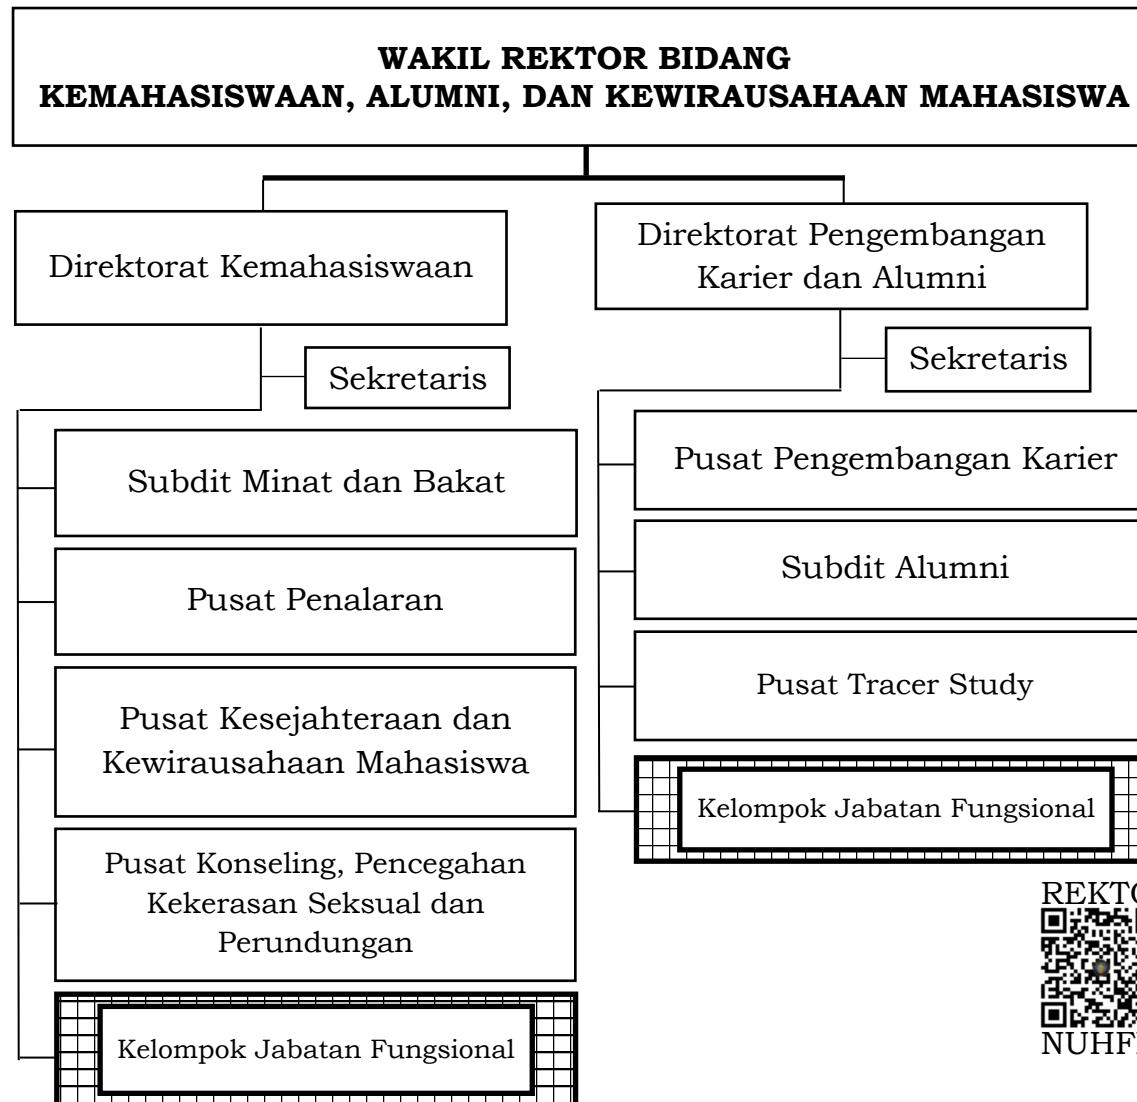 WAKIL REKTOR BIDANG
KEMAHASISWAAN, ALUMNI, DAN KEWIRAUSAHAAN MAHASISWA
Direktorat Kemahasiswaan
Sekretaris
Subdit Minat dan Bakat
Pusat Penalaran
Pusat Kesejahteraan dan
Kewirausahaan Mahasiswa
Pusat Konseling, Pencegahan
Kekerasan Seksual dan
Perundungan
Kelompok Jabatan Fungsional
Direktorat Pengembangan
Karier dan Alumni
Sekretaris
Pusat Pengembangan Karier
Subdit Alumni
Pusat Tracer Study
Kelompok Jabatan Fungsional